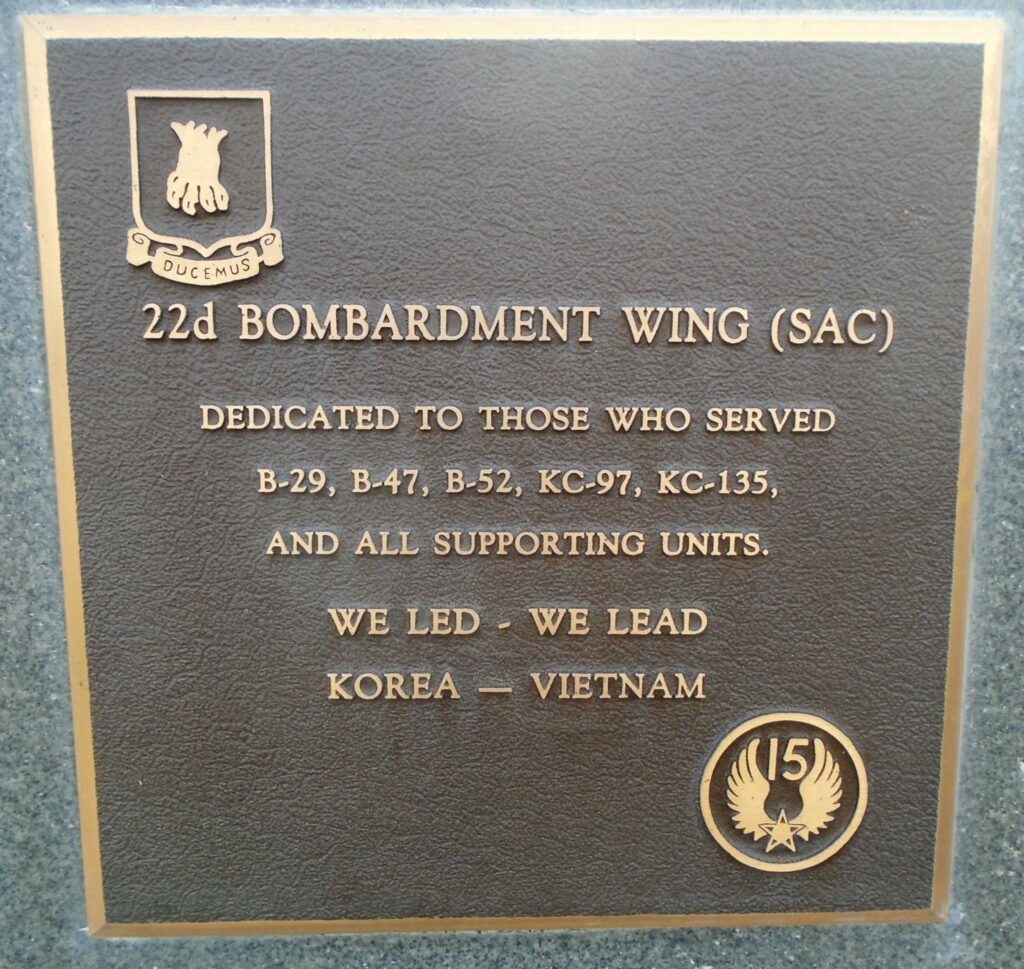 DUCEMUS
22d BOMBARDMENT WING (SAC)
DEDICATED TO THOSE WHO SERVED
B-29, B-47, B-52, KC-97, KC-135,
AND ALL SUPPORTING UNITS.
WE LED - WE LEAD
KOREA — VIETNAM
15